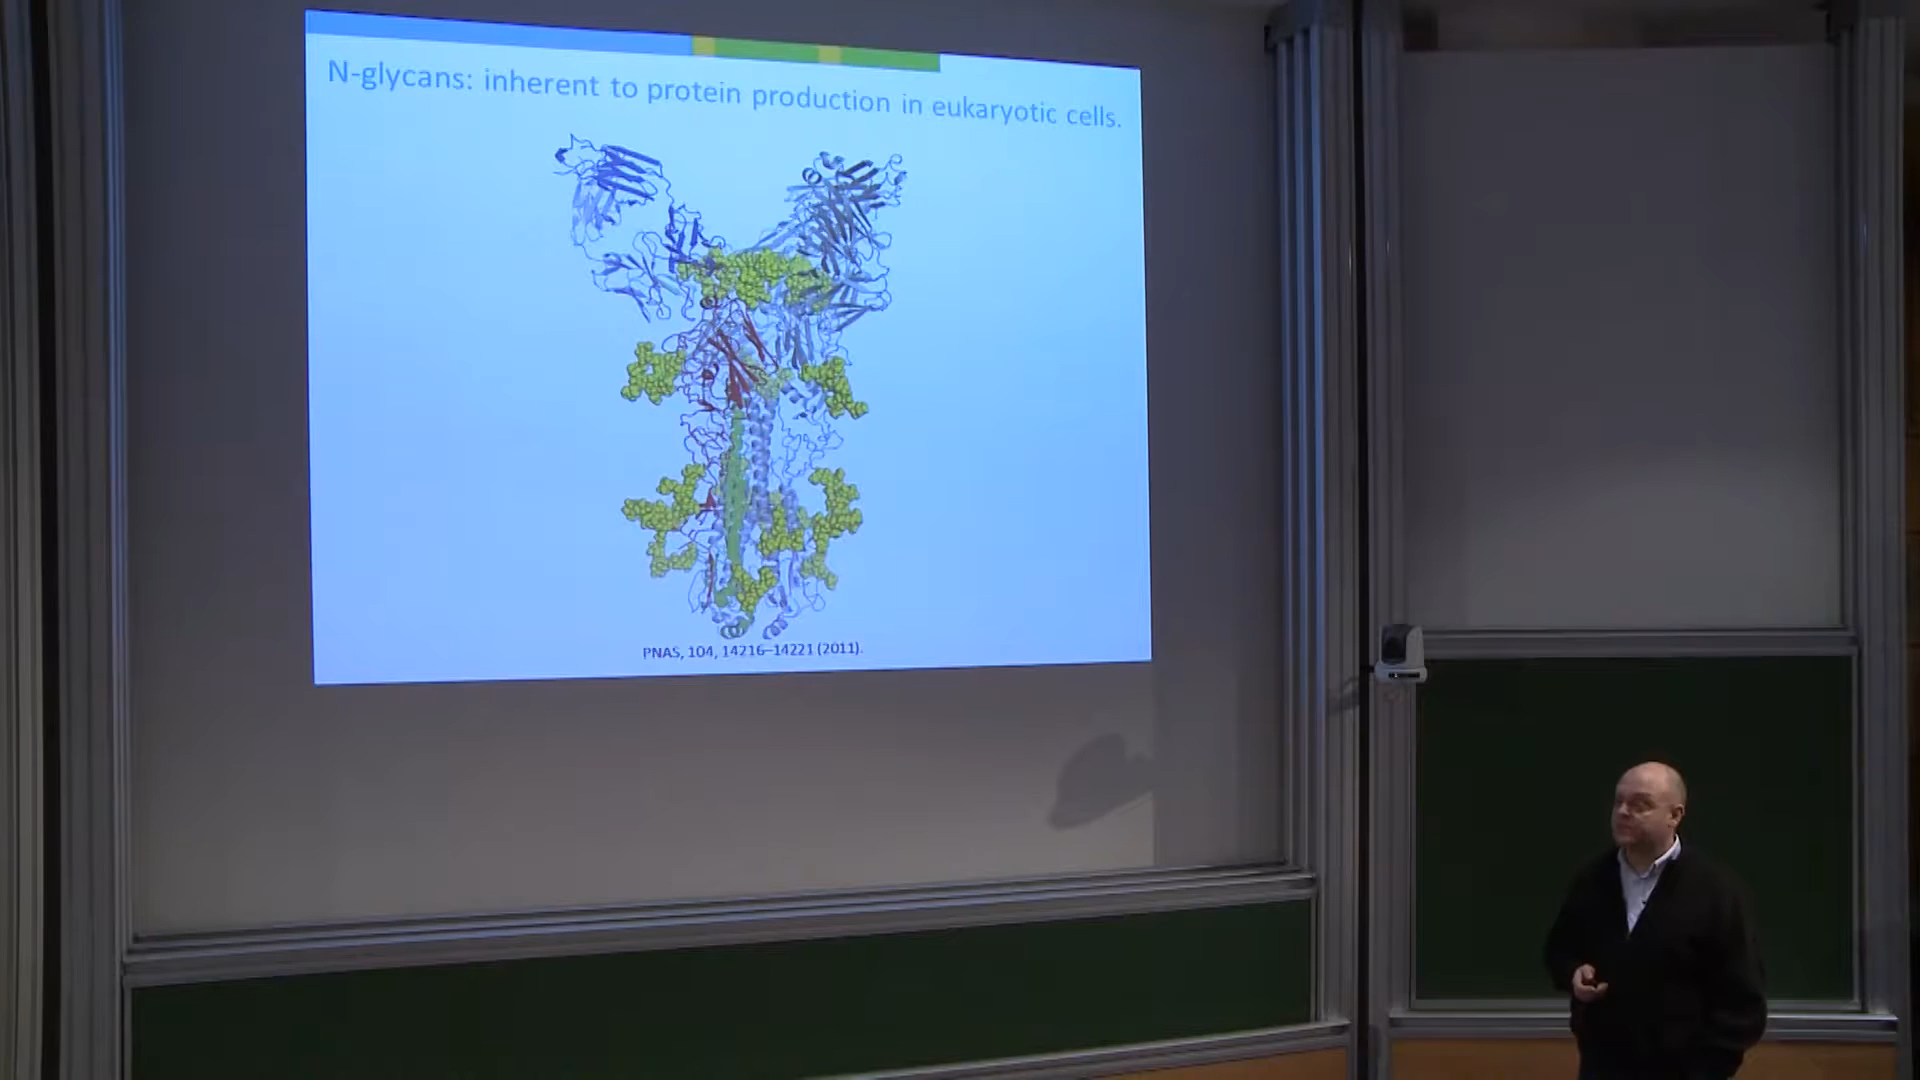 N-glycans: inherent to protein production in eukaryotic cells.
PNAS, 104, 14216–14221 (2011).